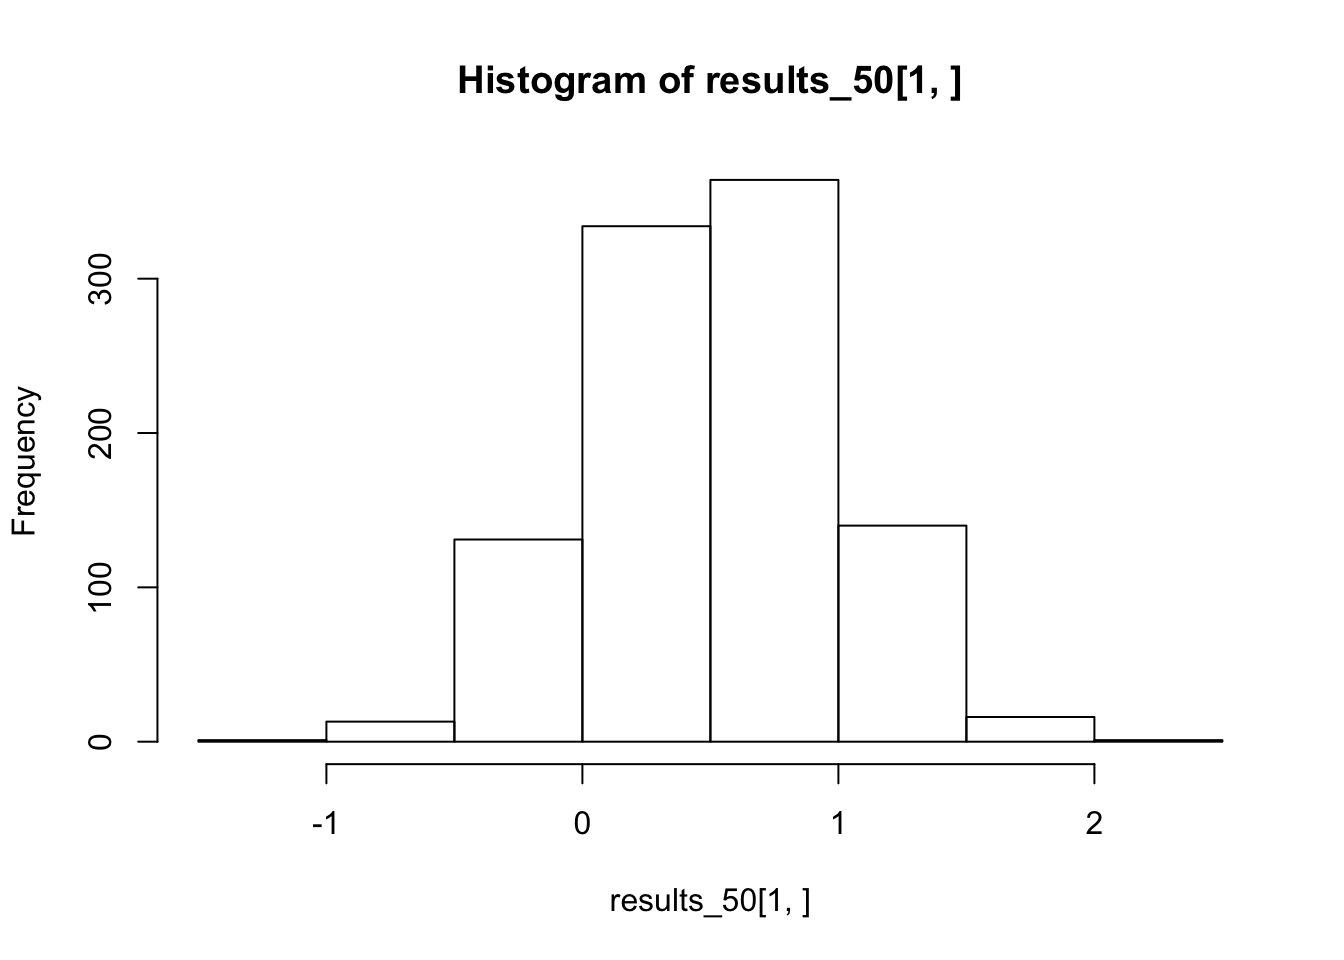 Histogram of results_50[1, ]
Frequency
300
200
100
0
-1 0 1 2
results_50[1, ]